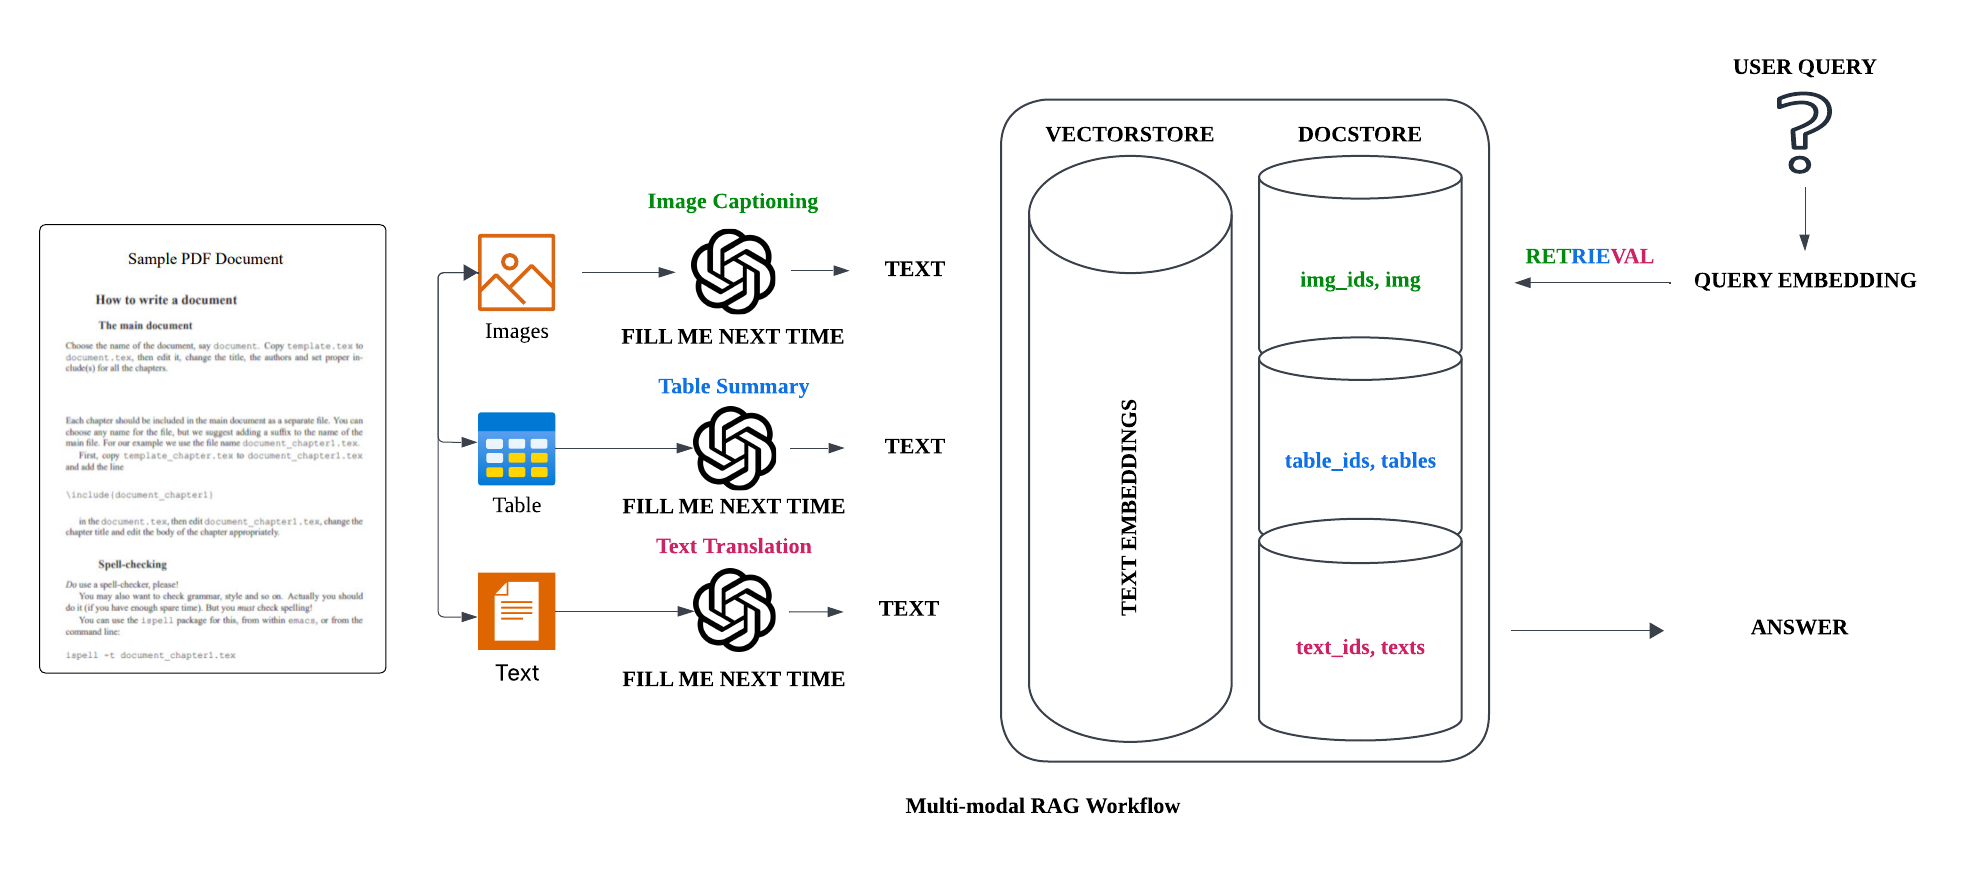 Sample PDF Document
How to write a document
The main document
Choose the name of the document, say document. Copy template.tex to
document.tex, then edit it, change the title, the authors and set proper in-
clude(s) for all the chapters.
Each chapter should be included in the main document as a separate file. You can
choose any name for the file, but we suggest adding a suffix to the name of the
main file. For our example we use the file name document_chapter1.tex.
First, copy template_chapter.tex to document_chapter1.tex
and add the line
\include{document_chapter1}
in the document.tex, then edit document_chapter1.tex, change the
chapter title and edit the body of the chapter appropriately.
Spell-checking
Do use a spell-checker, please!
You may also want to check grammar, style and so on. Actually you should
do it (if you have enough spare time). But you must check spelling!
You can use the ispell package for this, from within emacs, or from the
command line:
ispell -t document_chapter1.tex
Images
Table
Text
Image Captioning
FILL ME NEXT TIME
TEXT
Table Summary
FILL ME NEXT TIME
TEXT
Text Translation
FILL ME NEXT TIME
TEXT
VECTORSTORE
TEXT EMBEDDINGS
DOCSTORE
img_ids, img
table_ids, tables
text_ids, texts
USER QUERY
?
RETRIEVAL
QUERY EMBEDDING
ANSWER
Multi-modal RAG Workflow